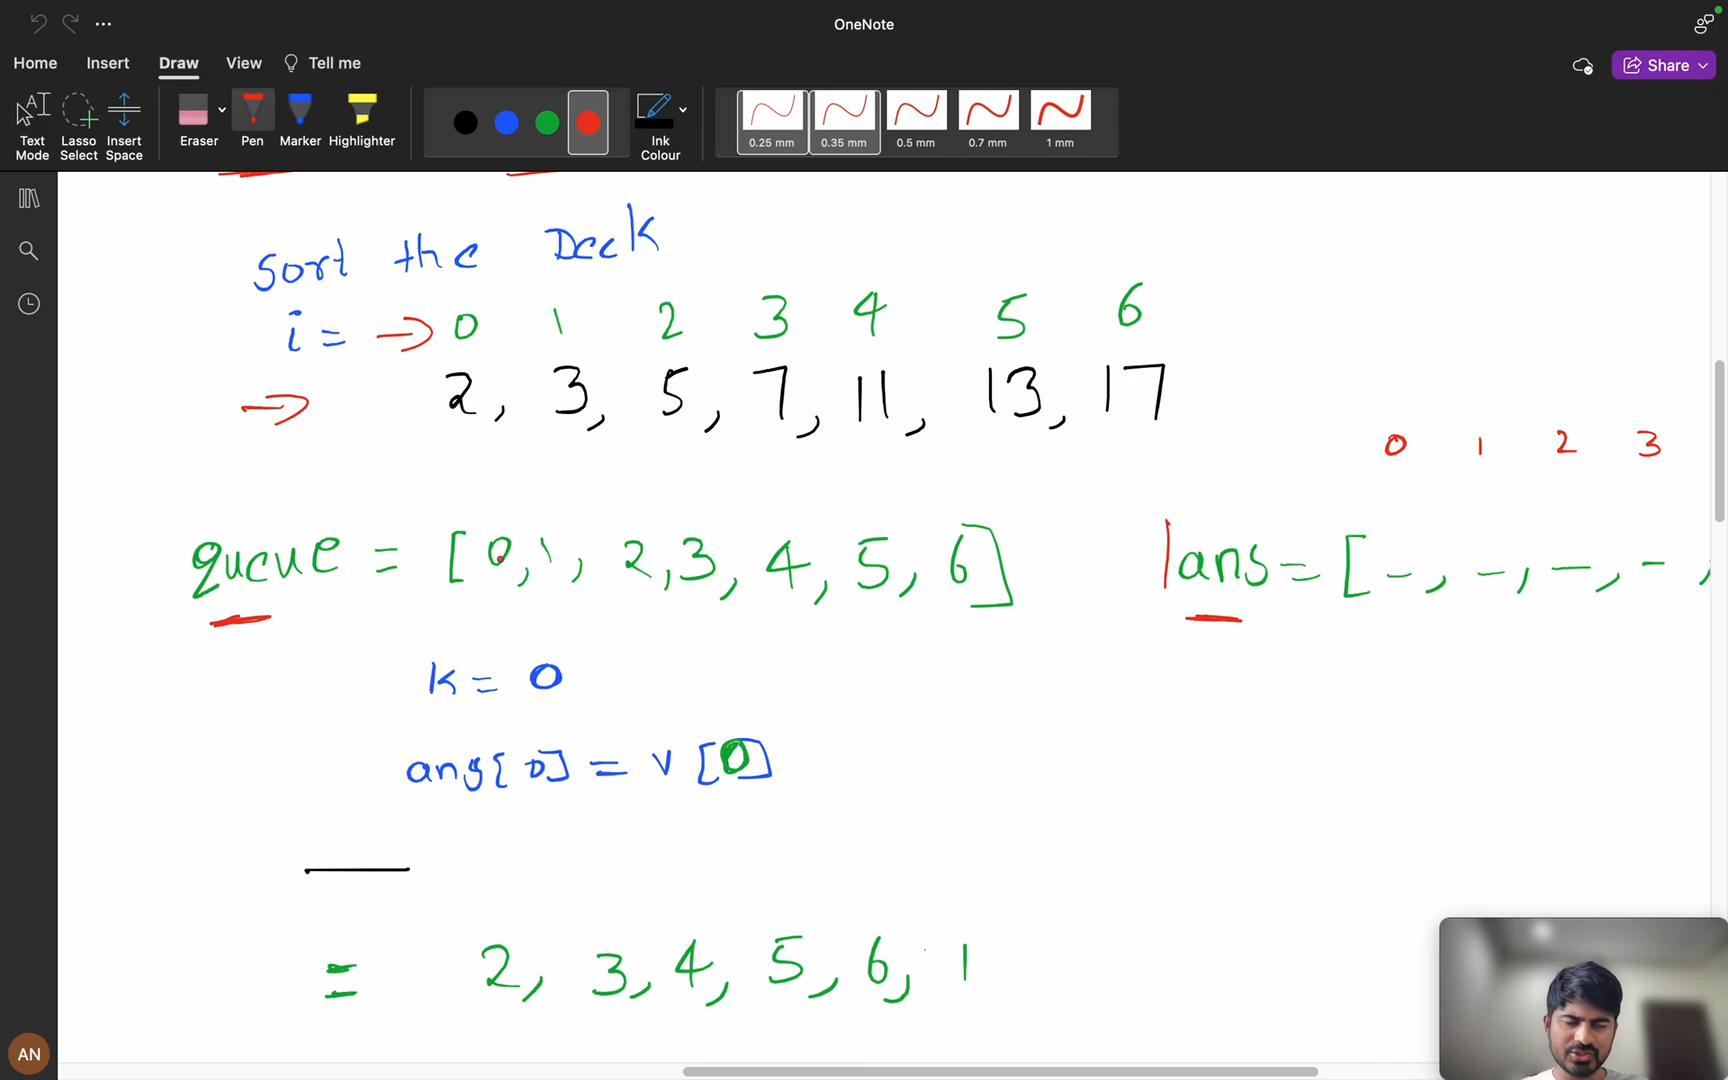 OneNote
Home Insert Draw View Tell me Share
Text Mode Lasso Select Insert Space Eraser Pen Marker Highlighter Ink Colour 0.25 mm 0.35 mm 0.5 mm 0.7 mm 1 mm
Sort the Deck
i = → 0 1 2 3 4 5 6
→ 2, 3, 5, 7, 11, 13, 17
0 1 2 3
queue = [0, 1, 2, 3, 4, 5, 6] ans = [-, -, -, -,
k = 0
ans[0] = v[0]
= 2, 3, 4, 5, 6, 1
AN